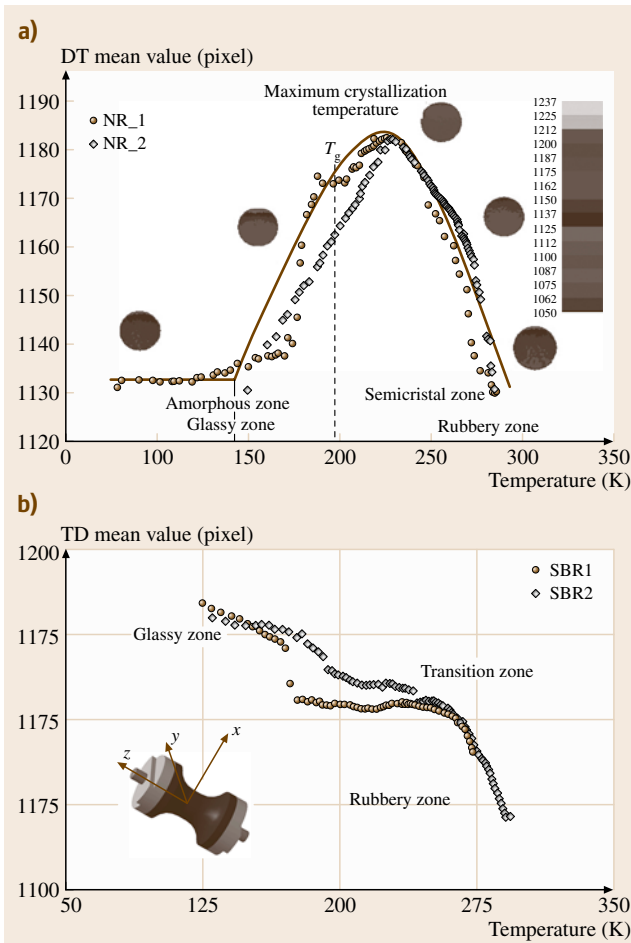 a)
DT mean value (pixel)
1190
1180
1170
1160
1150
1140
1130
1120
NR_1
NR_2
Maximum crystallization
temperature
Tg
1237
1225
1212
1200
1187
1175
1162
1150
1137
1125
1112
1100
1087
1075
1062
1050
Amorphous zone
Glassy zone
Semicristal zone
Rubbery zone
0
100
150
200
250
300
350
Temperature (K)
b)
TD mean value (pixel)
1200
1175
1175
1175
1100
SBR1
SBR2
Glassy zone
Transition zone
Rubbery zone
z
y
x
50
125
200
275
350
Temperature (K)